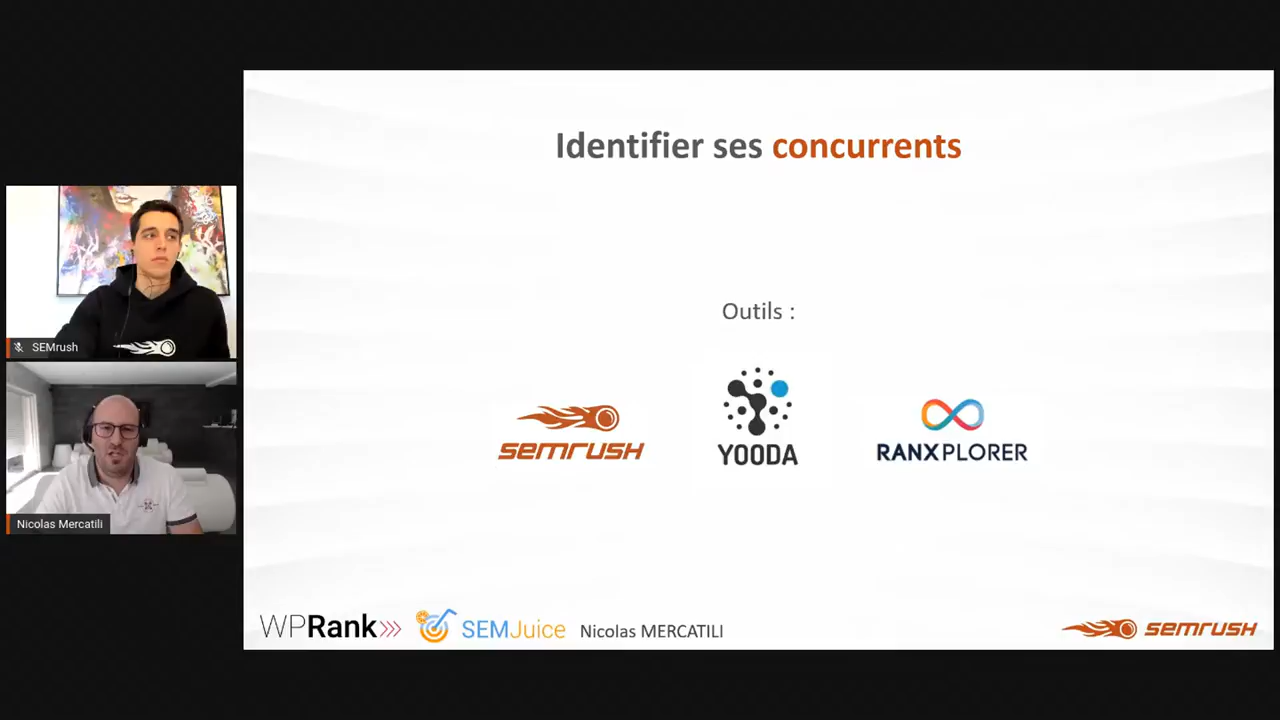 Identifier ses concurrents
SEMrush
Outils :
semrush
YOODA
RANXPLORER
Nicolas Mercatili
WPRank
SEMJuice
Nicolas MERCATILI
semrush